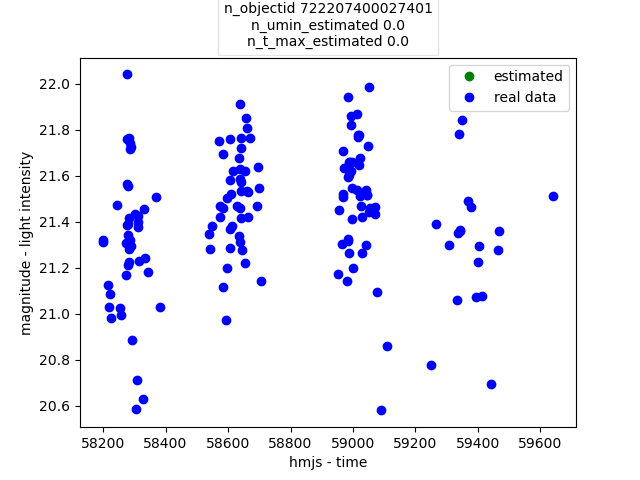 n_objectid 722207400027401
n_umin_estimated 0.0
n_t_max_estimated 0.0
estimated
real data
magnitude - light intensity
22.0
21.8
21.6
21.4
21.2
21.0
20.8
20.6
58200 58400 58600 58800 59000 59200 59400 59600
hmjs - time